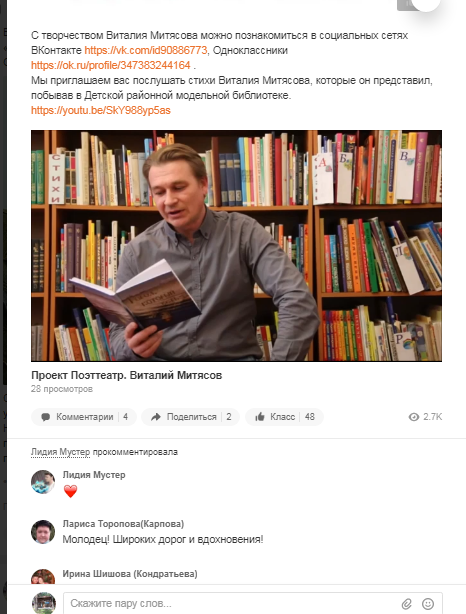 С творчеством Виталия Митясова можно познакомиться в социальных сетях
ВКонтакте https://vk.com/id90886773, Одноклассники
https://ok.ru/profile/347383244164 .
Мы приглашаем вас послушать стихи Виталия Митясова, которые он представил,
побывав в Детской районной модельной библиотеке.
https://youtu.be/SkY968yp5as
СТИХИ
А
Б
В
Р
Проект Поэттеатр. Виталий Митясов
28 просмотров
Комментарии 4 Поделиться 2 Класс 48 2.7K
Лидия Мустер прокомментировала
Лидия Мустер
❤️
Лариса Торопова(Карпова)
Молодец! Широких дорог и вдохновения!
Ирина Шишова (Кондратьева)
Скажите пару слов...